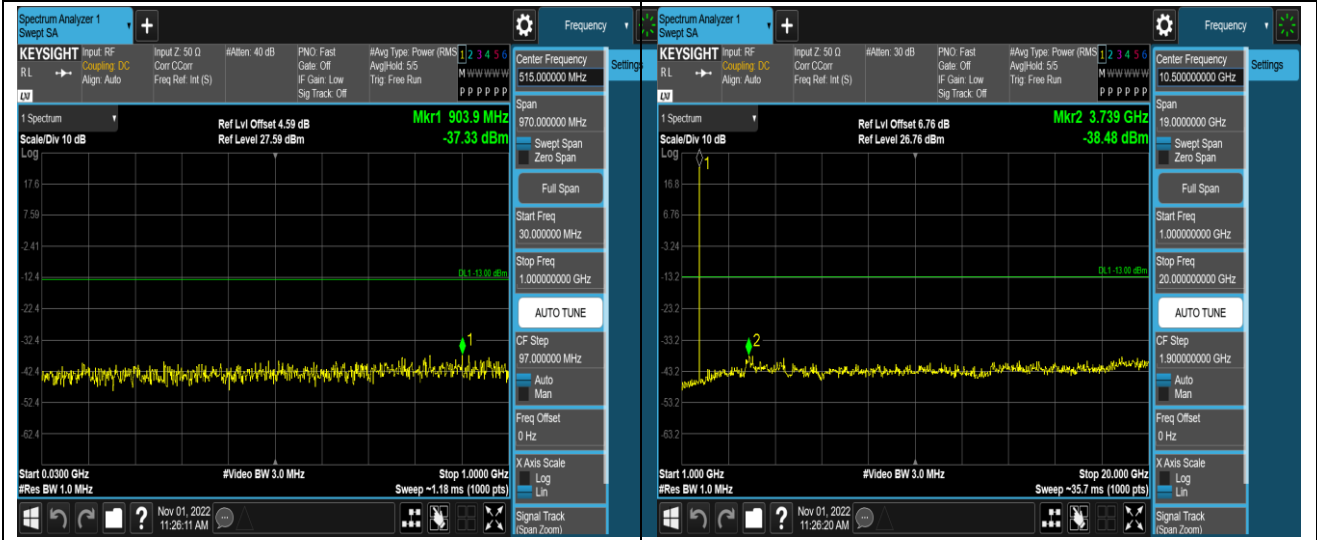 Spectrum Analyzer 1
Swept SA
Frequency
KEYSIGHT
RL
LXI
Input: RF
Coupling: DC
Align: Auto
Input Z: 50 Ω
Corr CCorr
Freq Ref: Int (S)
#Atten: 40 dB
PNO: Fast
Gate: Off
IF Gain: Low
Sig Track: Off
#Avg Type: Power (RMS
Avg|Hold: 5/5
Trig: Free Run
1 2 3 4 5 6
M W W W W W
P P P P P P
Center Frequency
515.000000 MHz
Settings
1 Spectrum
Scale/Div 10 dB
Log
Ref Lvl Offset 4.59 dB
Ref Level 27.59 dBm
Mkr1 903.9 MHz
-37.33 dBm
17.6
7.59
-2.41
-12.4
-22.4
-32.4
-42.4
-52.4
-62.4
DL1 -13.00 dBm
1
Start 0.0300 GHz
#Res BW 1.0 MHz
#Video BW 3.0 MHz
Stop 1.0000 GHz
Sweep ~1.18 ms (1000 pts)
Span
970.000000 MHz
Swept Span
Zero Span
Full Span
Start Freq
30.000000 MHz
Stop Freq
1.000000000 GHz
AUTO TUNE
CF Step
97.000000 MHz
Auto
Man
Freq Offset
0 Hz
X Axis Scale
Log
Lin
Signal Track
(Span Zoom)
?
Nov 01, 2022
11:26:11 AM
Spectrum Analyzer 1
Swept SA
Frequency
KEYSIGHT
RL
LXI
Input: RF
Coupling: DC
Align: Auto
Input Z: 50 Ω
Corr CCorr
Freq Ref: Int (S)
#Atten: 30 dB
PNO: Fast
Gate: Off
IF Gain: Low
Sig Track: Off
#Avg Type: Power (RMS
Avg|Hold: 5/5
Trig: Free Run
1 2 3 4 5 6
M W W W W W
P P P P P P
Center Frequency
10.500000000 GHz
Settings
1 Spectrum
Scale/Div 10 dB
Log
Ref Lvl Offset 6.76 dB
Ref Level 26.76 dBm
Mkr2 3.739 GHz
-38.48 dBm
1
16.8
6.76
-3.24
-13.2
-23.2
-33.2
-43.2
-53.2
-63.2
DL1 -13.00 dBm
2
Start 1.000 GHz
#Res BW 1.0 MHz
#Video BW 3.0 MHz
Stop 20.000 GHz
Sweep ~35.7 ms (1000 pts)
Span
19.0000000 GHz
Swept Span
Zero Span
Full Span
Start Freq
1.000000000 GHz
Stop Freq
20.000000000 GHz
AUTO TUNE
CF Step
1.900000000 GHz
Auto
Man
Freq Offset
0 Hz
X Axis Scale
Log
Lin
Signal Track
(Span Zoom)
?
Nov 01, 2022
11:26:20 AM